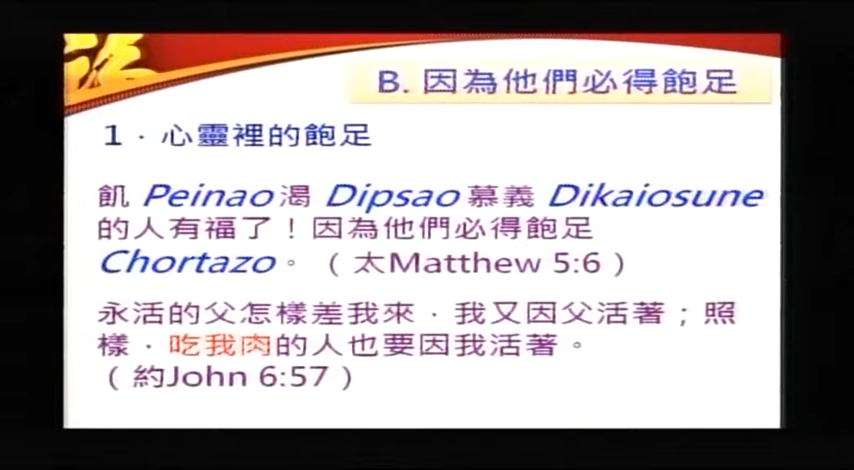 B. 因為他們必得飽足
1．心靈裡的飽足
飢 Peinao 渴 Dipsao 慕義 Dikaiosune
的人有福了！因為他們必得飽足
Chortazo。（太Matthew 5:6）
永活的父怎樣差我來．我又因父活著；照
樣．吃我肉的人也要因我活著。
（約John 6:57）